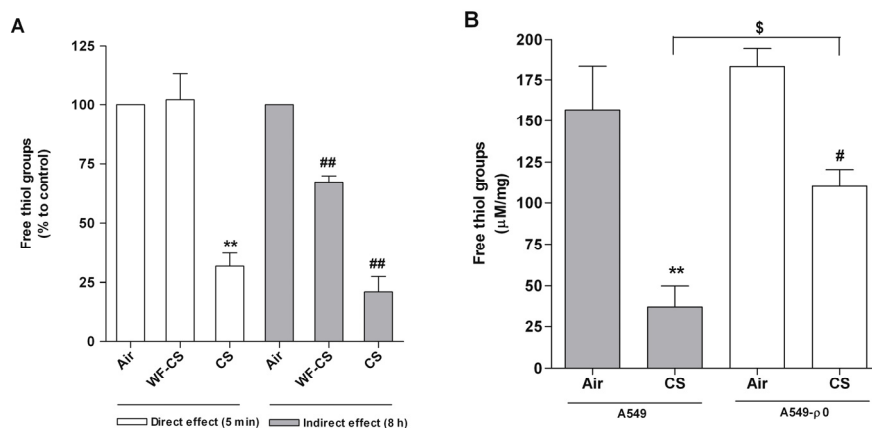 A
Free thiol groups
(% to control)
125
100
75
50
25
0
**
##
##
Air
WF-CS
CS
Air
WF-CS
CS
Direct effect (5 min)
Indirect effect (8 h)
B
Free thiol groups
(µM/mg)
200
175
150
125
100
75
50
25
0
$
**
#
Air
CS
Air
CS
A549
A549-ρ0